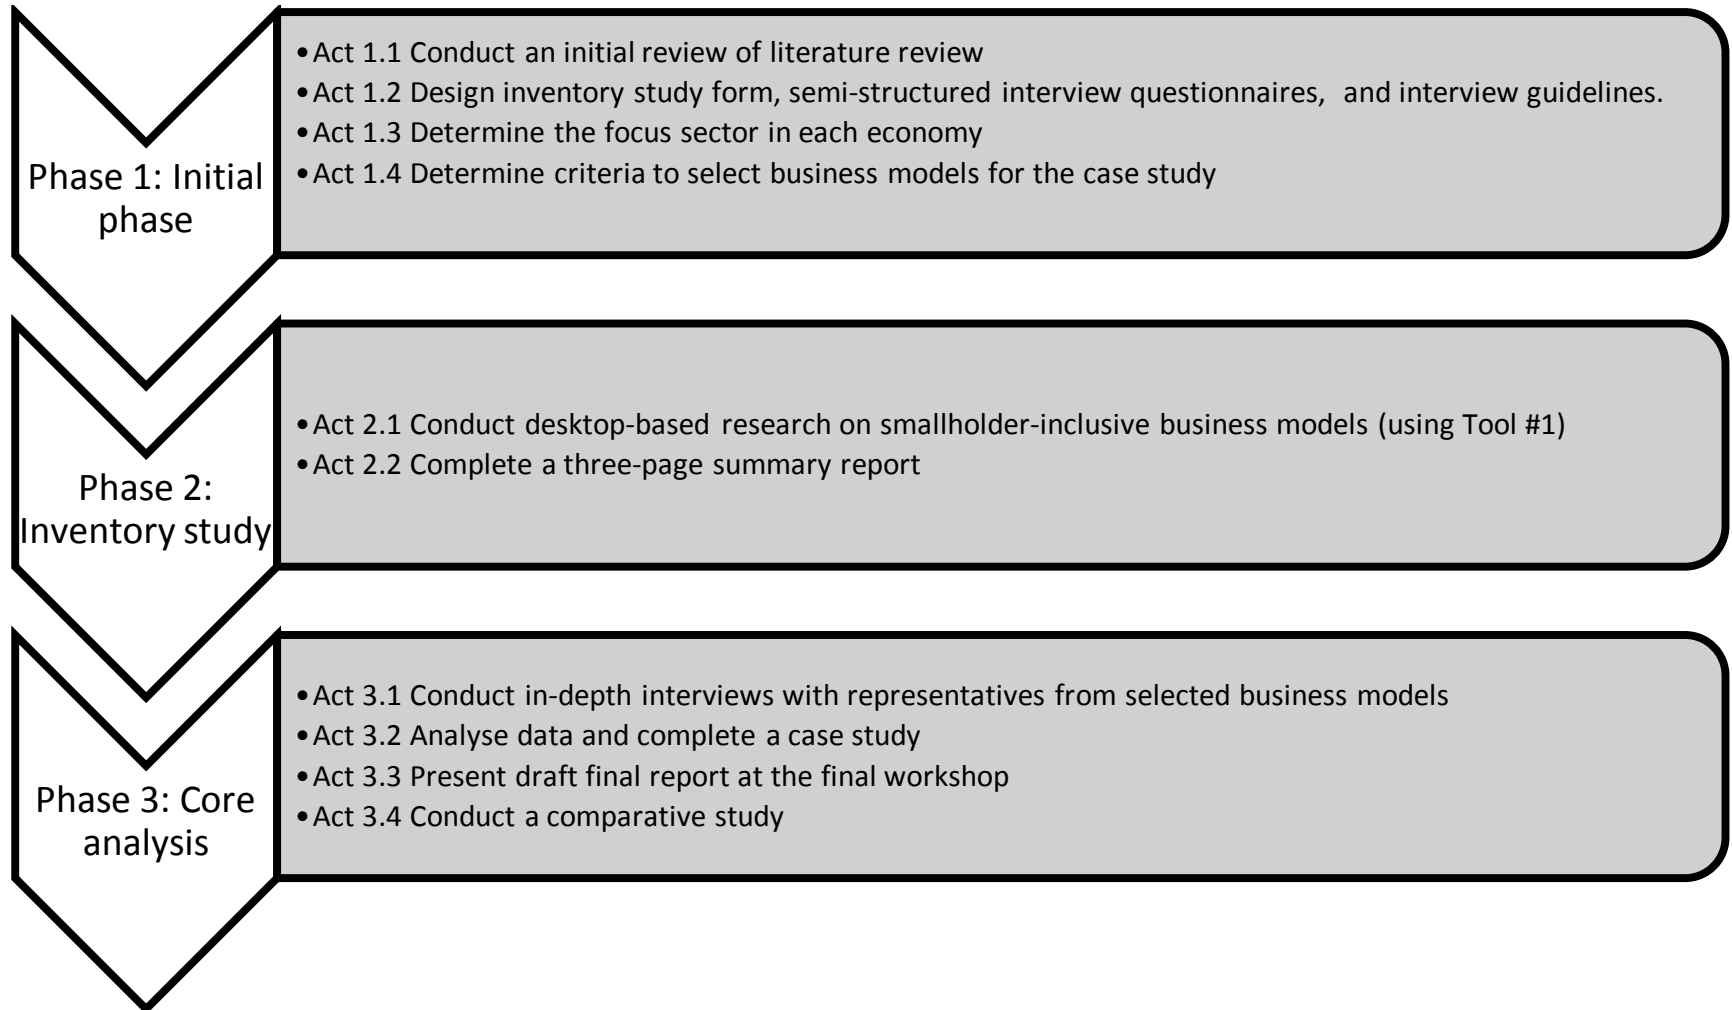 Phase 1: Initial
phase
•Act 1.1 Conduct an initial review of literature review
•Act 1.2 Design inventory study form, semi-structured interview questionnaires, and interview guidelines.
•Act 1.3 Determine the focus sector in each economy
•Act 1.4 Determine criteria to select business models for the case study
Phase 2:
Inventory study
•Act 2.1 Conduct desktop-based research on smallholder-inclusive business models (using Tool #1)
•Act 2.2 Complete a three-page summary report
Phase 3: Core
analysis
•Act 3.1 Conduct in-depth interviews with representatives from selected business models
•Act 3.2 Analyse data and complete a case study
•Act 3.3 Present draft final report at the final workshop
•Act 3.4 Conduct a comparative study